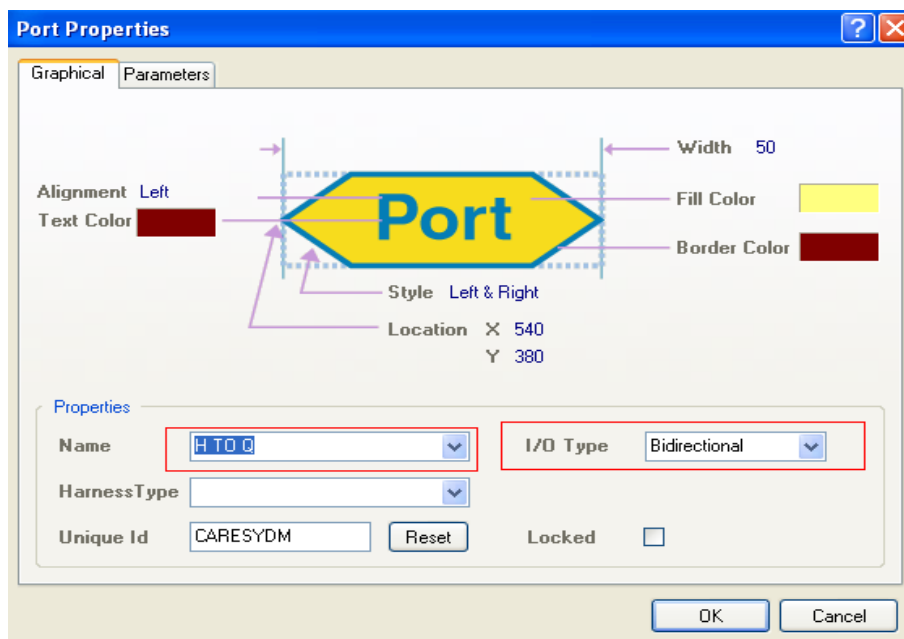 Port Properties
Graphical Parameters
Width 50
Alignment Left
Fill Color
Text Color
Port
Border Color
Style Left & Right
Location X 540
Y 380
Properties
Name H TO Q I/O Type Bidirectional
HarnessType
Unique Id CARESYDM Reset Locked
OK Cancel